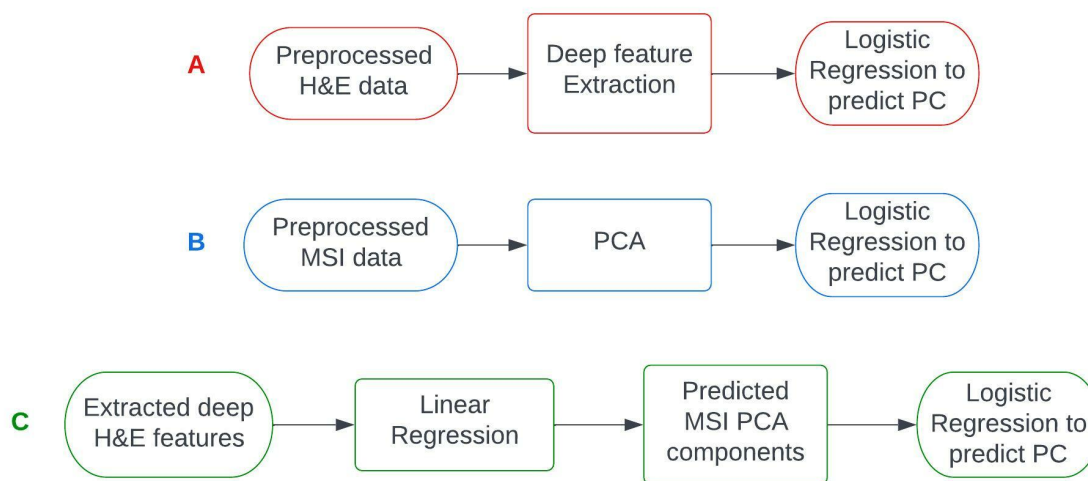 A
Preprocessed
H&E data
Deep feature
Extraction
Logistic
Regression to
predict PC
B
Preprocessed
MSI data
PCA
Logistic
Regression to
predict PC
C
Extracted deep
H&E features
Linear
Regression
Predicted
MSI PCA
components
Logistic
Regression to
predict PC